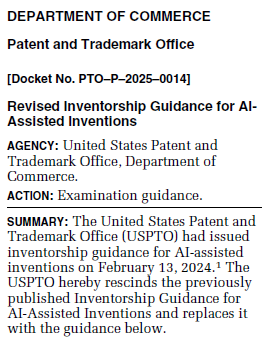 DEPARTMENT OF COMMERCE
Patent and Trademark Office
[Docket No. PTO–P–2025–0014]
Revised Inventorship Guidance for AI-
Assisted Inventions
AGENCY: United States Patent and
Trademark Office, Department of
Commerce.
ACTION: Examination guidance.
SUMMARY: The United States Patent and
Trademark Office (USPTO) had issued
inventorship guidance for AI-assisted
inventions on February 13, 2024.¹ The
USPTO hereby rescinds the previously
published Inventorship Guidance for
AI-Assisted Inventions and replaces it
with the guidance below.